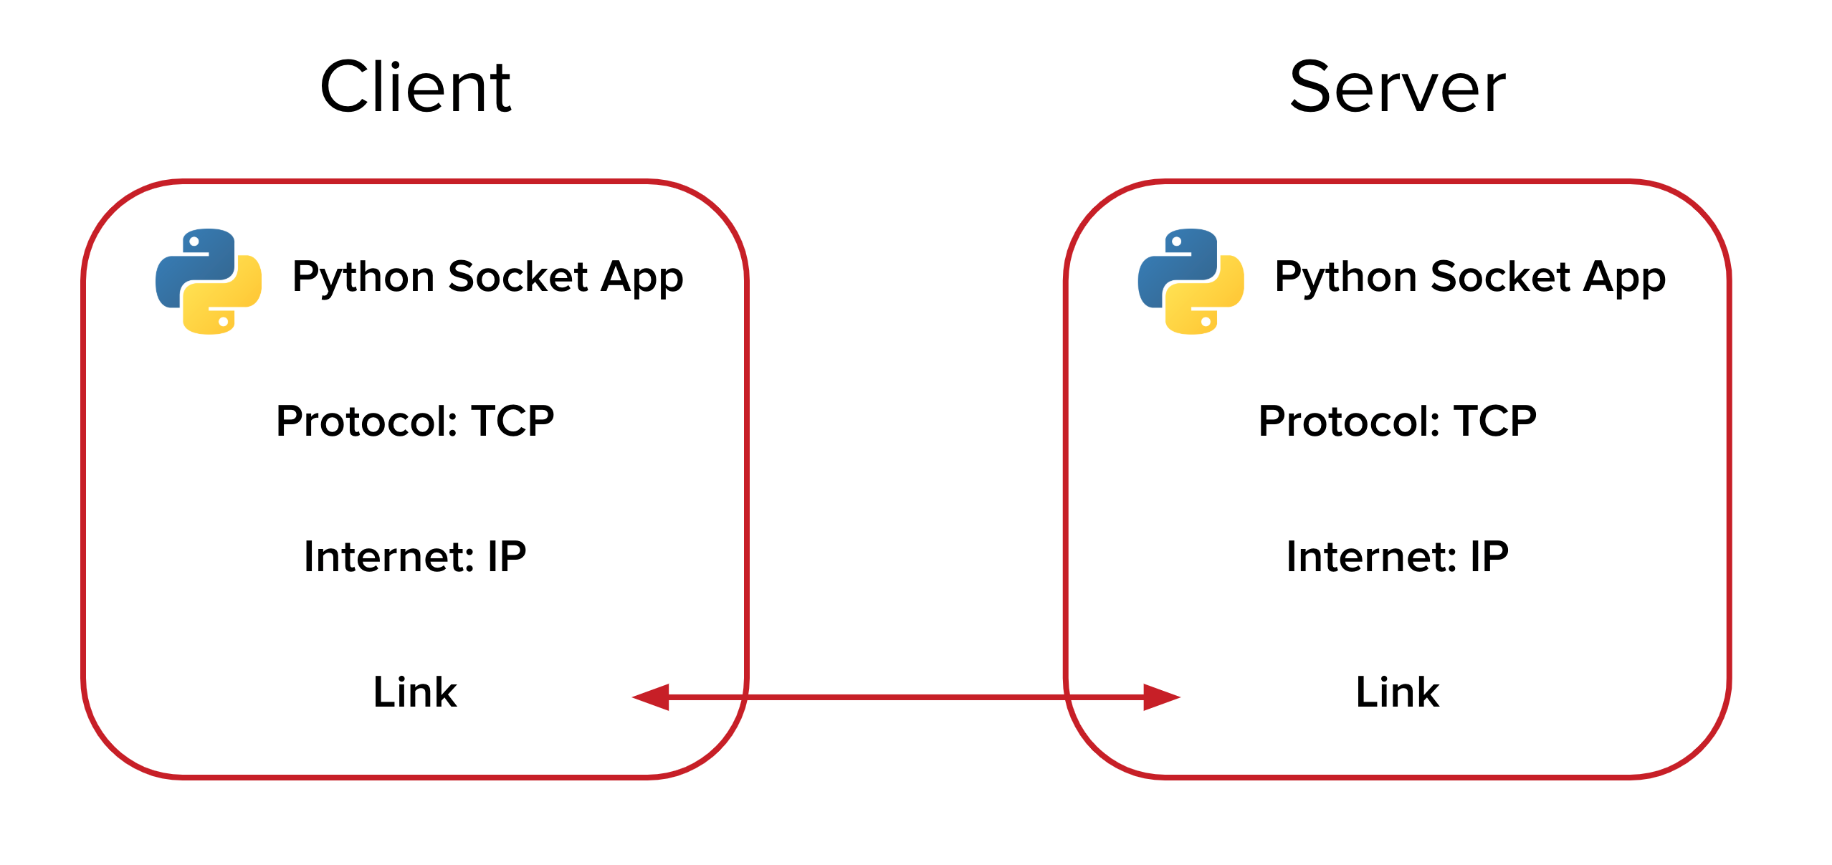 Client
Server
Python Socket App
Protocol: TCP
Internet: IP
Link
Python Socket App
Protocol: TCP
Internet: IP
Link